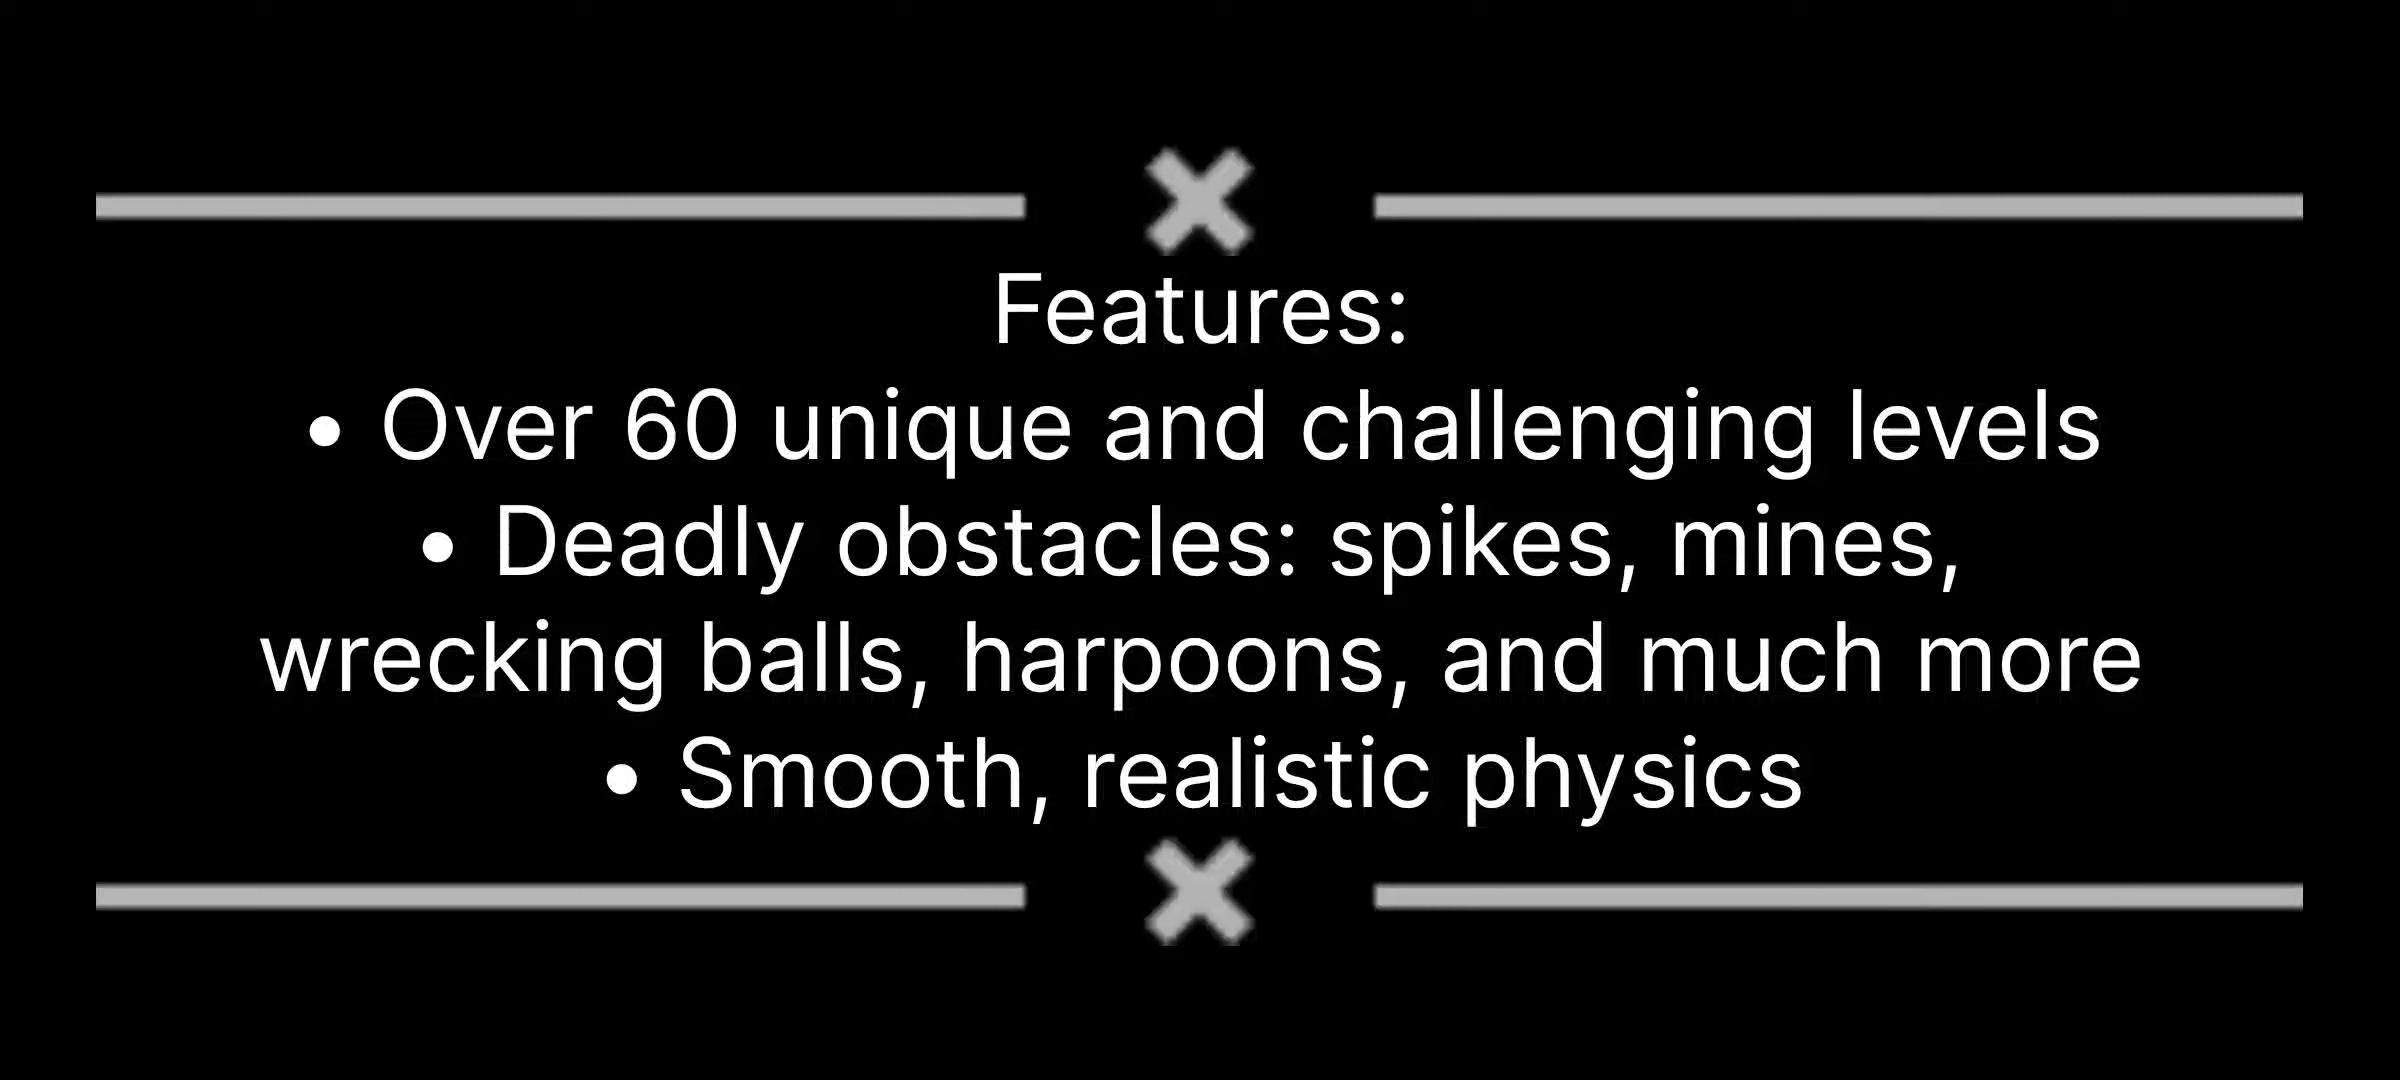 Features:
• Over 60 unique and challenging levels
• Deadly obstacles: spikes, mines,
wrecking balls, harpoons, and much more
• Smooth, realistic physics